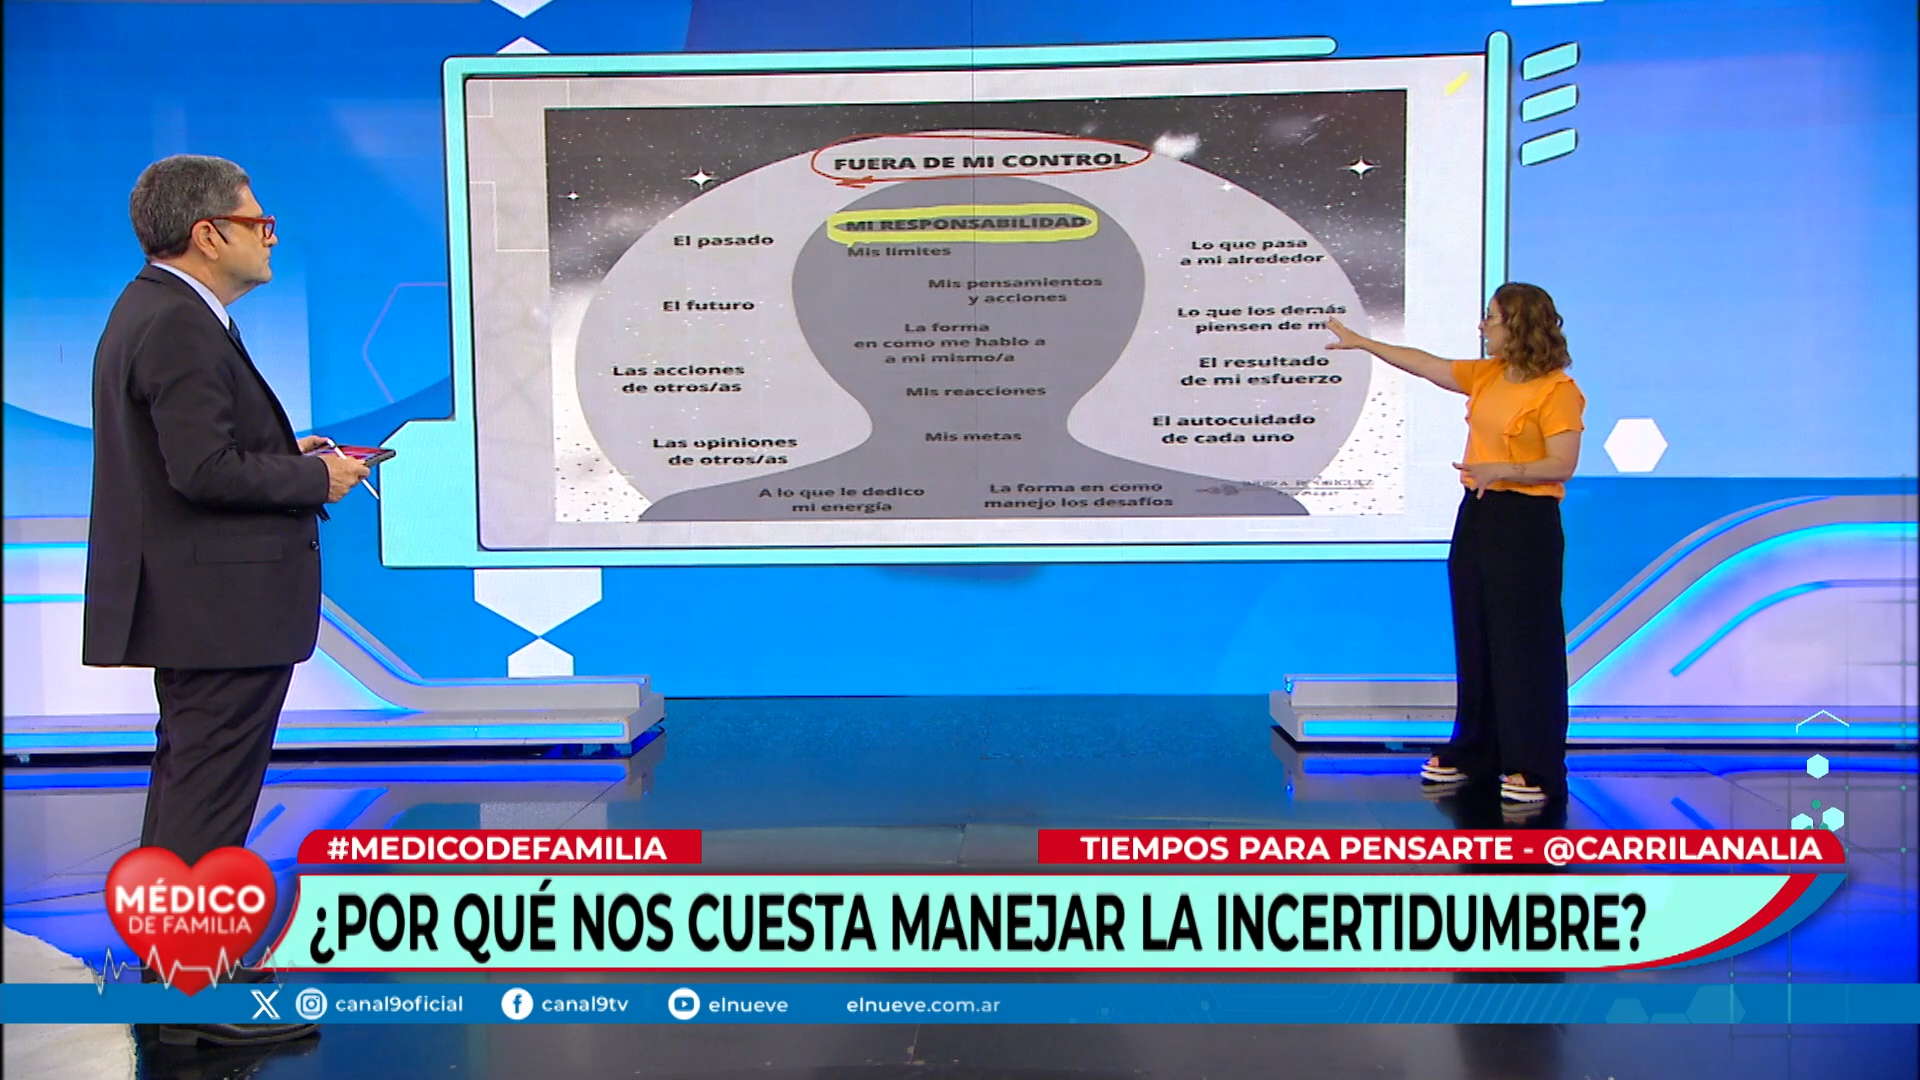 FUERA DE MI CONTROL
MI RESPONSABILIDAD
El pasado
El futuro
Las acciones
de otros/as
Las opiniones
de otros/as
Mis límites
Mis pensamientos
y acciones
La forma
en como me hablo a
a mi mismo/a
Mis reacciones
Mis metas
A lo que le dedico
mi energía
La forma en como
manejo los desafíos
Lo que pasa
a mi alrededor
Lo que los demás
piensen de mí
El resultado
de mi esfuerzo
El autocuidado
de cada uno
#MEDICODEFAMILIA
TIEMPOS PARA PENSARTE - @CARRILANALIA
MÉDICO
DE FAMILIA
¿POR QUÉ NOS CUESTA MANEJAR LA INCERTIDUMBRE?
canal9oficial
canal9tv
elnueve
elnueve.com.ar